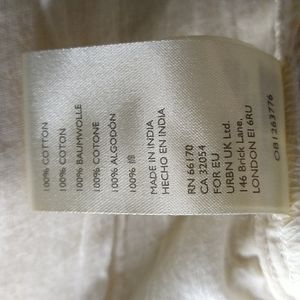 100% COTTON
100% COTON
100% BAUMWOLLE
100% COTONE
100% ALGODÓN
100% 綿
MADE IN INDIA
HECHO EN INDIA
RN 66170
CA 32054
FOR EU
URBN UK Ltd.
146 Brick Lane,
LONDON E1 6RU
OB1263776